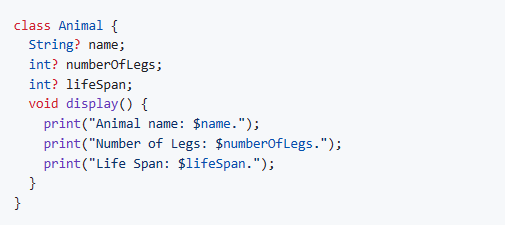 class Animal {
  String? name;
  int? numberOfLegs;
  int? lifeSpan;
  void display() {
    print("Animal name: $name.");
    print("Number of Legs: $numberOfLegs.");
    print("Life Span: $lifeSpan.");
  }
}